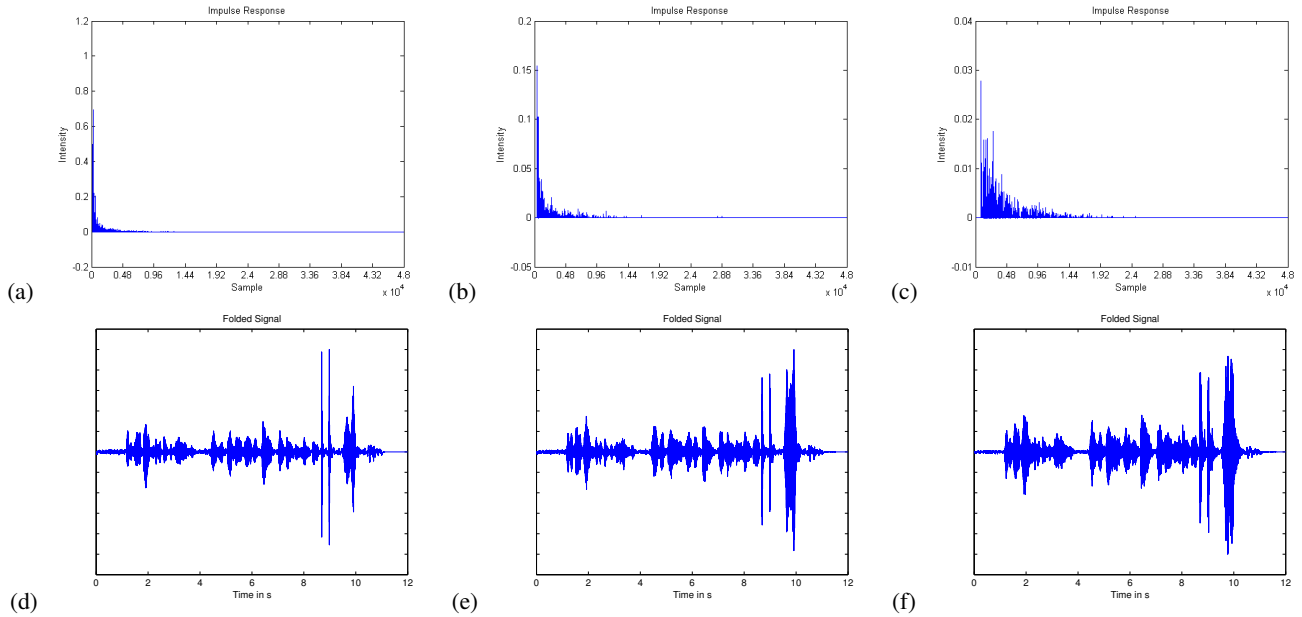 Impulse Response
1.2
1
0.8
0.6
0.4
0.2
0
-0.2
Intensity
0 0.48 0.96 1.44 1.92 2.4 2.88 3.36 3.84 4.32 4.8
Sample
x 10^4
(a)
Impulse Response
0.2
0.15
0.1
0.05
0
-0.05
Intensity
0 0.48 0.96 1.44 1.92 2.4 2.88 3.36 3.84 4.32 4.8
Sample
x 10^4
(b)
Impulse Response
0.04
0.03
0.02
0.01
0
-0.01
Intensity
0 0.48 0.96 1.44 1.92 2.4 2.88 3.36 3.84 4.32 4.8
Sample
x 10^4
(c)
Folded Signal
0 2 4 6 8 10 12
Time in s
(d)
Folded Signal
0 2 4 6 8 10 12
Time in s
(e)
Folded Signal
0 2 4 6 8 10 12
Time in s
(f)